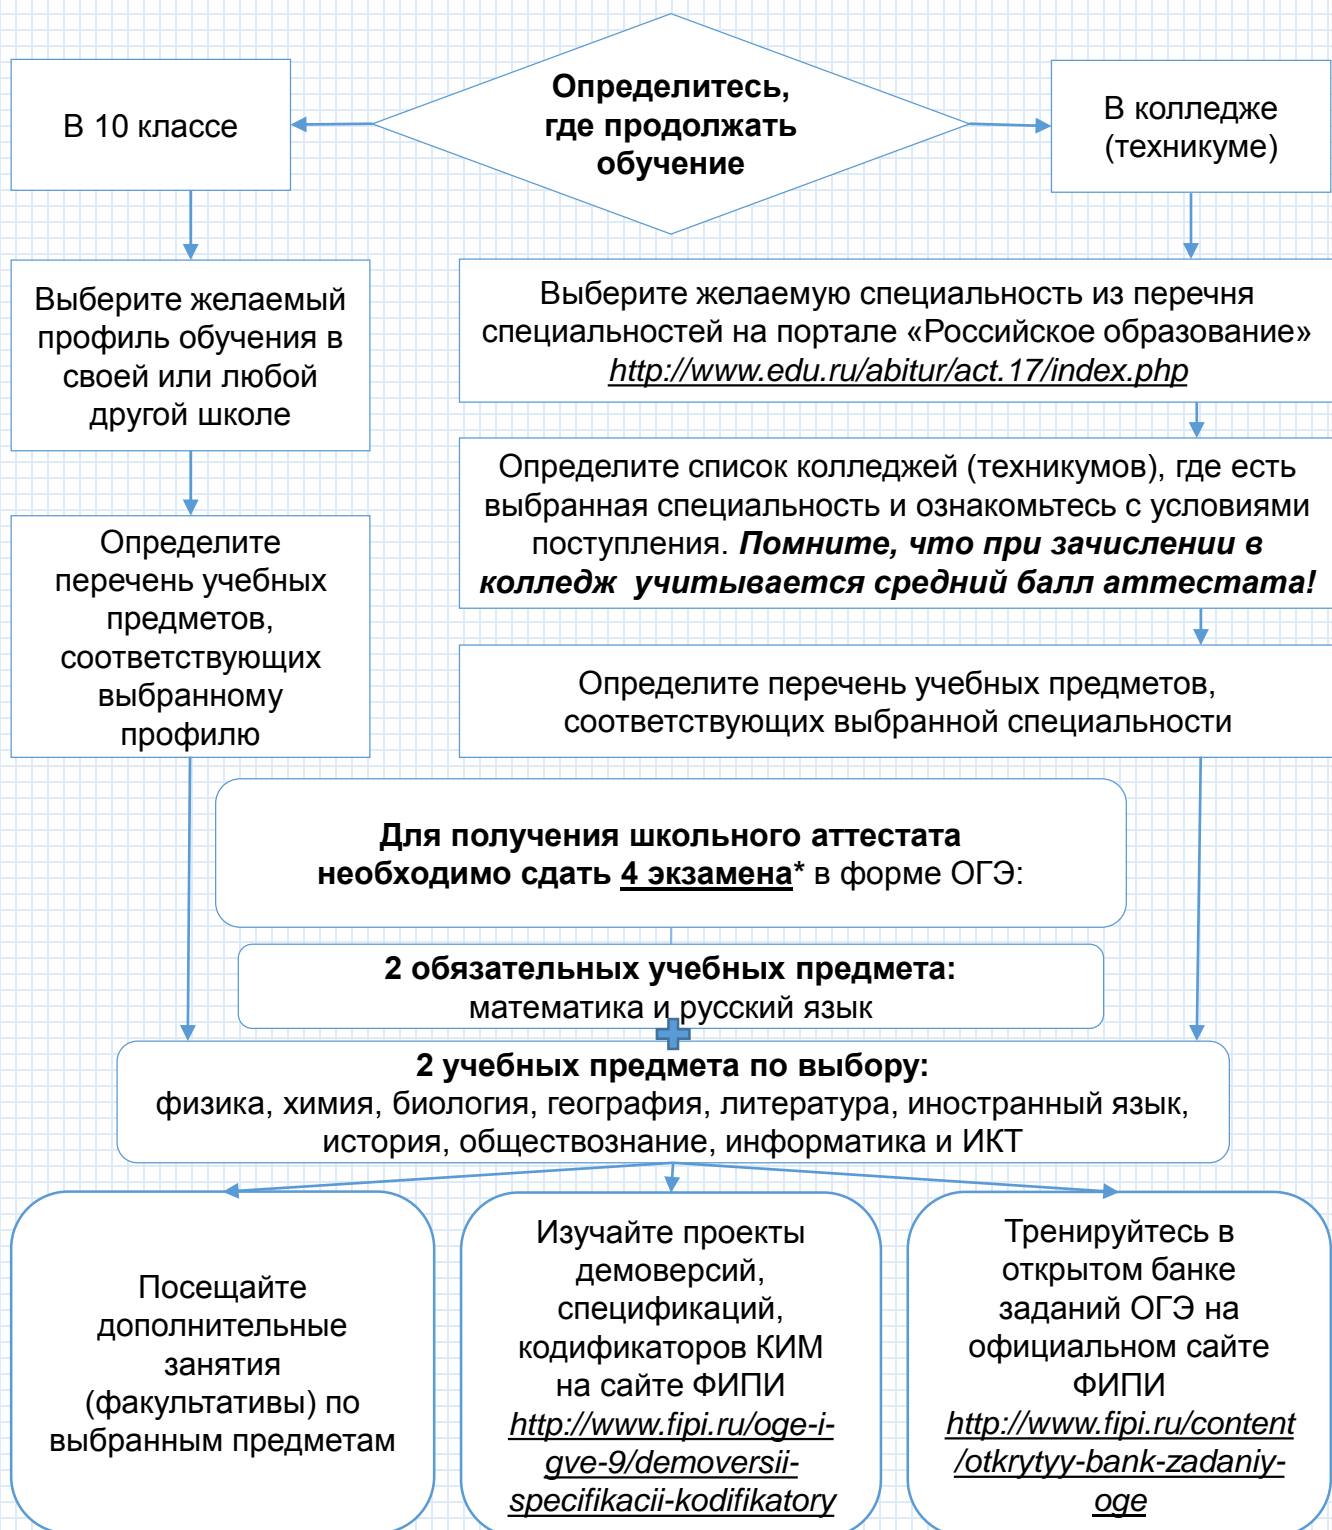 Определитесь,
где продолжать
обучение
В 10 классе
В колледже
(техникуме)
Выберите желаемый
профиль обучения в
своей или любой
другой школе
Определите
перечень учебных
предметов,
соответствующих
выбранному
профилю
Выберите желаемую специальность из перечня
специальностей на портале «Российское образование»
http://www.edu.ru/abitur/act.17/index.php
Определите список колледжей (техникумов), где есть
выбранная специальность и ознакомьтесь с условиями
поступления. Помните, что при зачислении в
колледж учитывается средний балл аттестата!
Определите перечень учебных предметов,
соответствующих выбранной специальности
Для получения школьного аттестата
необходимо сдать 4 экзамена* в форме ОГЭ:
2 обязательных учебных предмета:
математика и русский язык
2 учебных предмета по выбору:
физика, химия, биология, география, литература, иностранный язык,
история, обществознание, информатика и ИКТ
Посещайте
дополнительные
занятия
(факультативы) по
выбранным предметам
Изучайте проекты
демоверсий,
спецификаций,
кодификаторов КИМ
на сайте ФИПИ
http://www.fipi.ru/oge-i-
gve-9/demoversii-
specifikacii-kodifikatory
Тренируйтесь в
открытом банке
заданий ОГЭ на
официальном сайте
ФИПИ
http://www.fipi.ru/content
/otkrytyy-bank-zadaniy-
oge